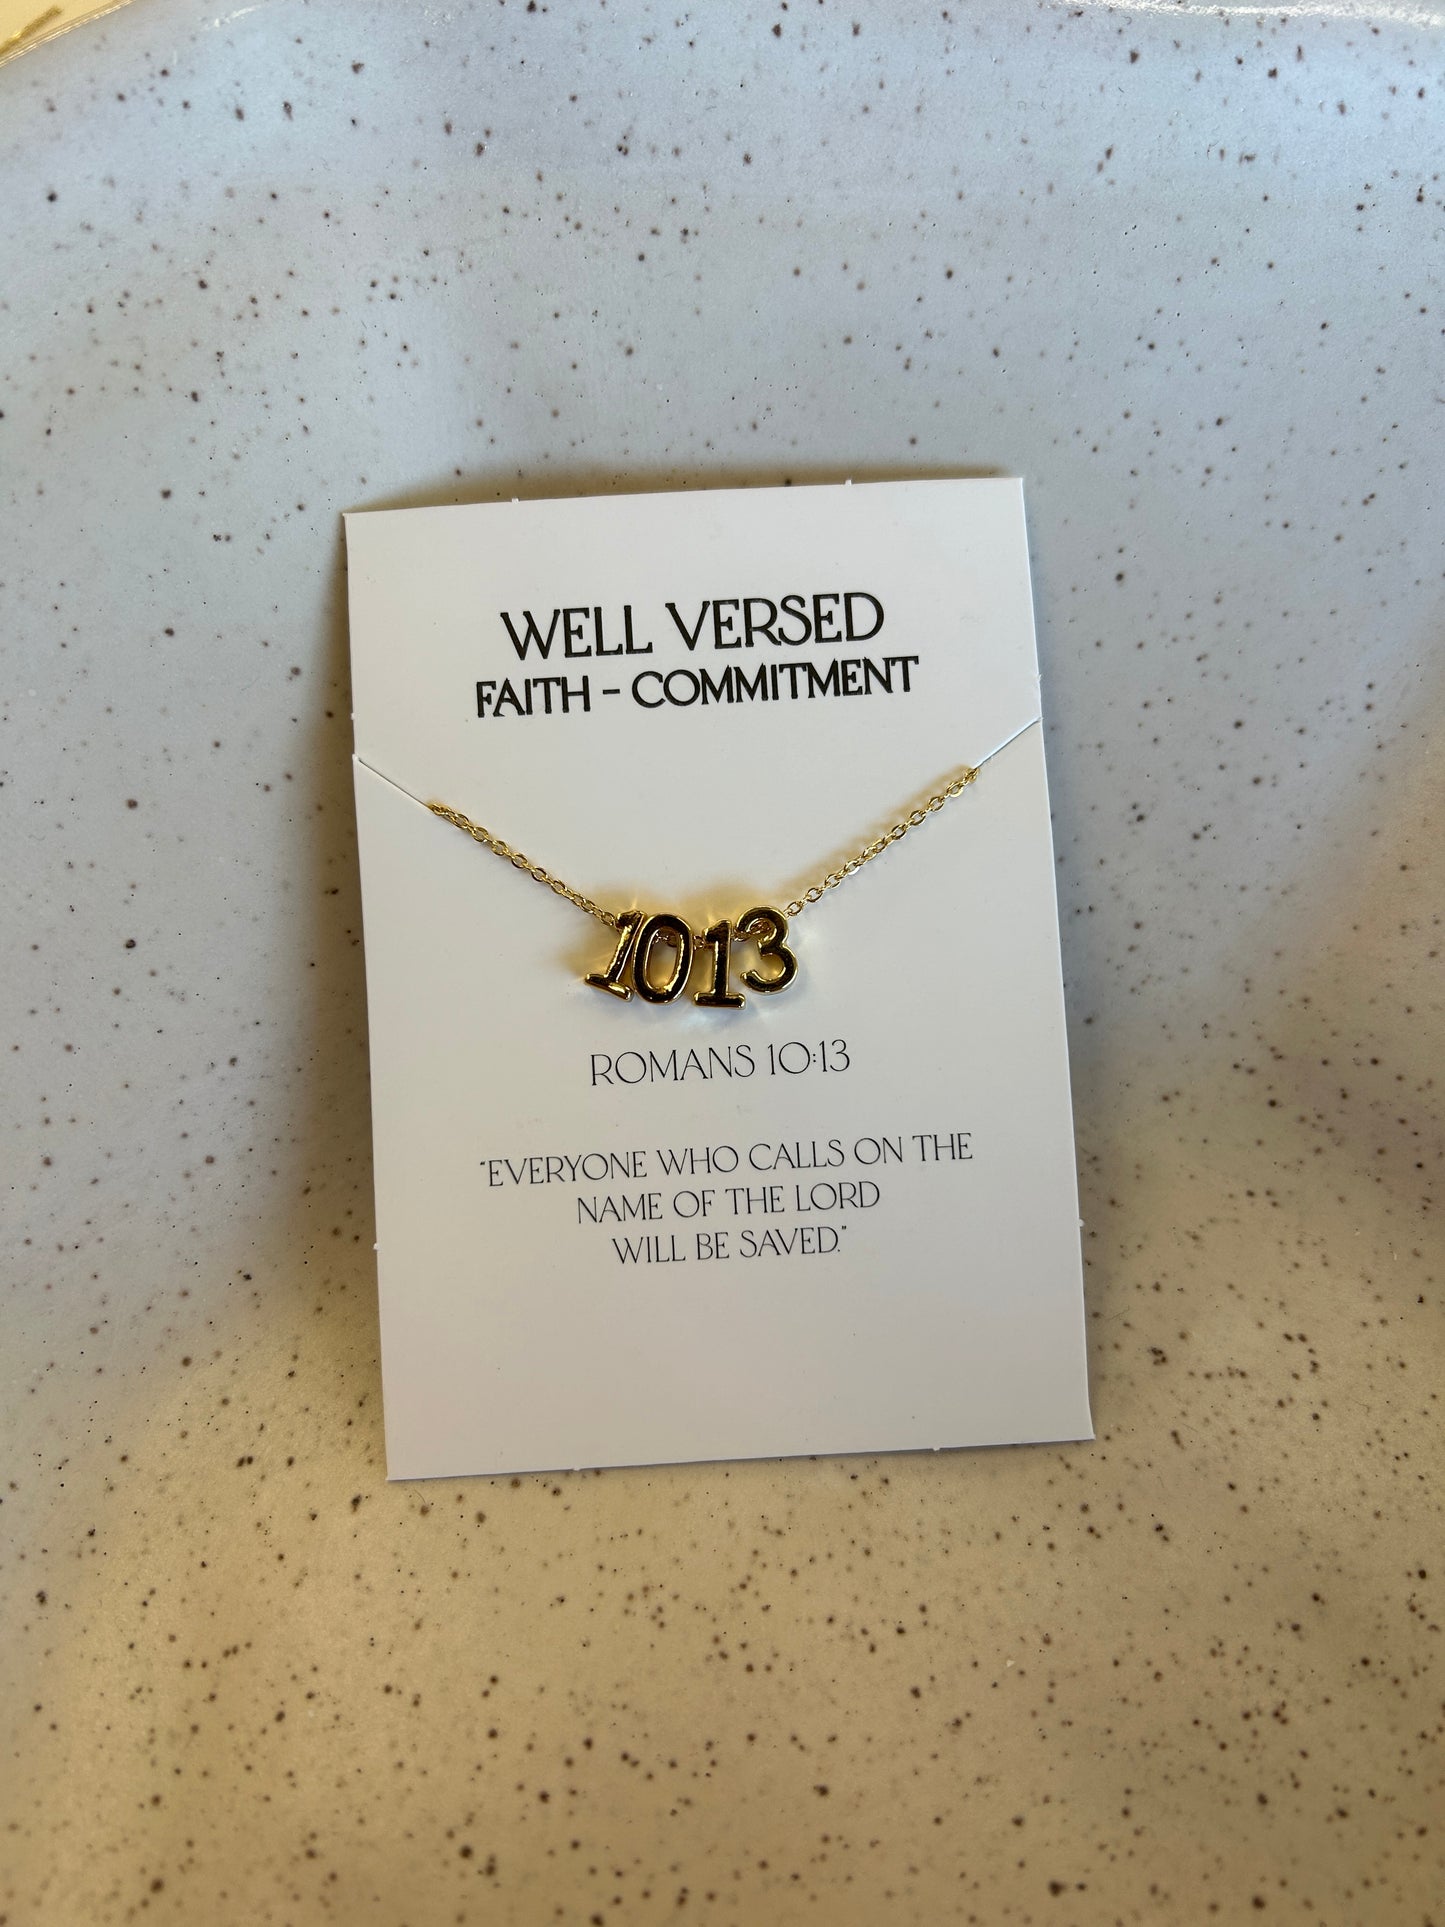 WELL VERSED
FAITH - COMMITMENT
1013
ROMANS 10:13
"EVERYONE WHO CALLS ON THE
NAME OF THE LORD
WILL BE SAVED."